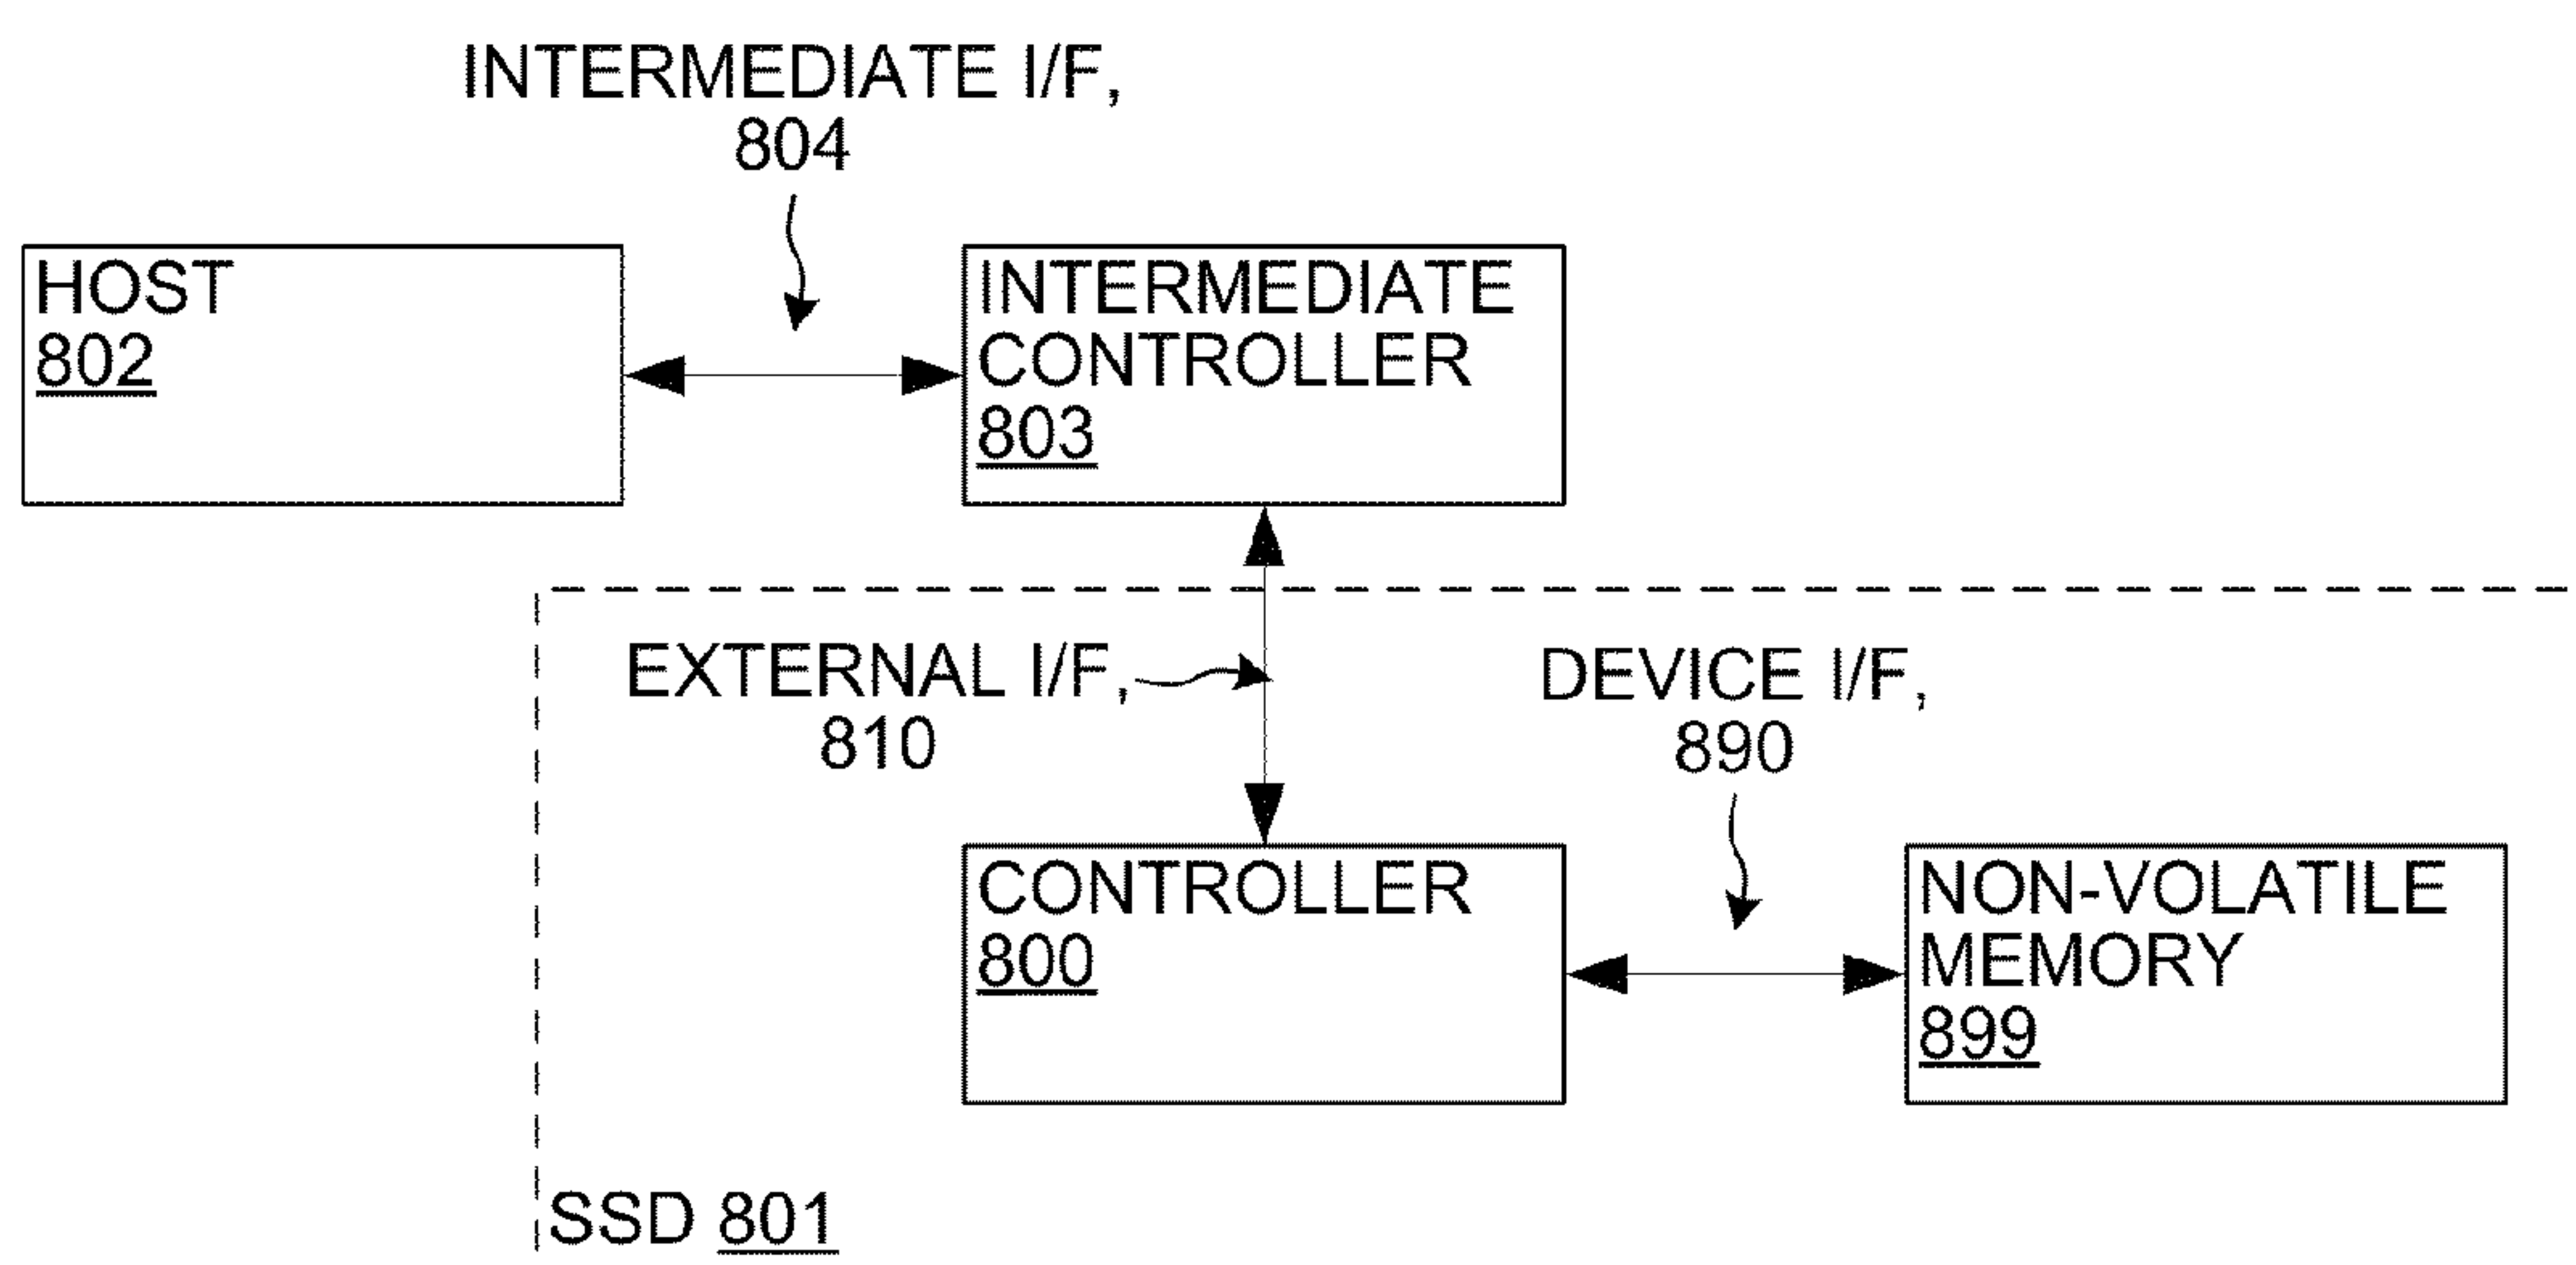 INTERMEDIATE I/F,
804
HOST
802
INTERMEDIATE
CONTROLLER
803
EXTERNAL I/F,
810
DEVICE I/F,
890
CONTROLLER
800
NON-VOLATILE
MEMORY
899
SSD 801